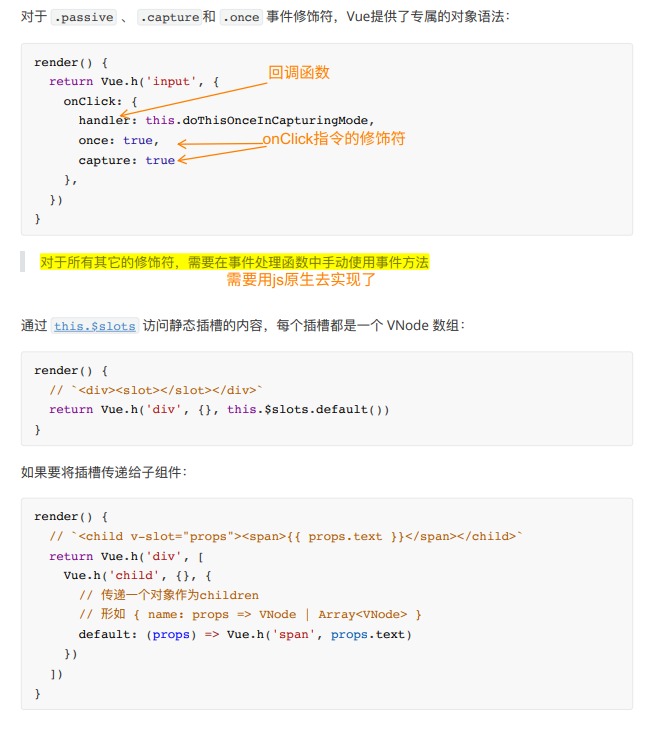 对于 .passive 、 .capture 和 .once 事件修饰符，Vue提供了专属的对象语法：
render() {
return Vue.h('input', {
回调函数
onClick: {
handler: this.doThisOnceInCapturingMode,
once: true,
onClick指令的修饰符
capture: true
},
})
}
对于所有其它的修饰符，需要在事件处理函数中手动使用事件方法
需要用js原生去实现了
通过 this.$slots 访问静态插槽的内容，每个插槽都是一个 VNode 数组：
render() {
// `<div><slot></slot></div>`
return Vue.h('div', {}, this.$slots.default())
}
如果要将插槽传递给子组件：
render() {
// `<child v-slot="props"><span>{{ props.text }}</span></child>`
return Vue.h('div', [
Vue.h('child', {}, {
// 传递一个对象作为children
// 形如 { name: props => VNode | Array<VNode> }
default: (props) => Vue.h('span', props.text)
})
])
}